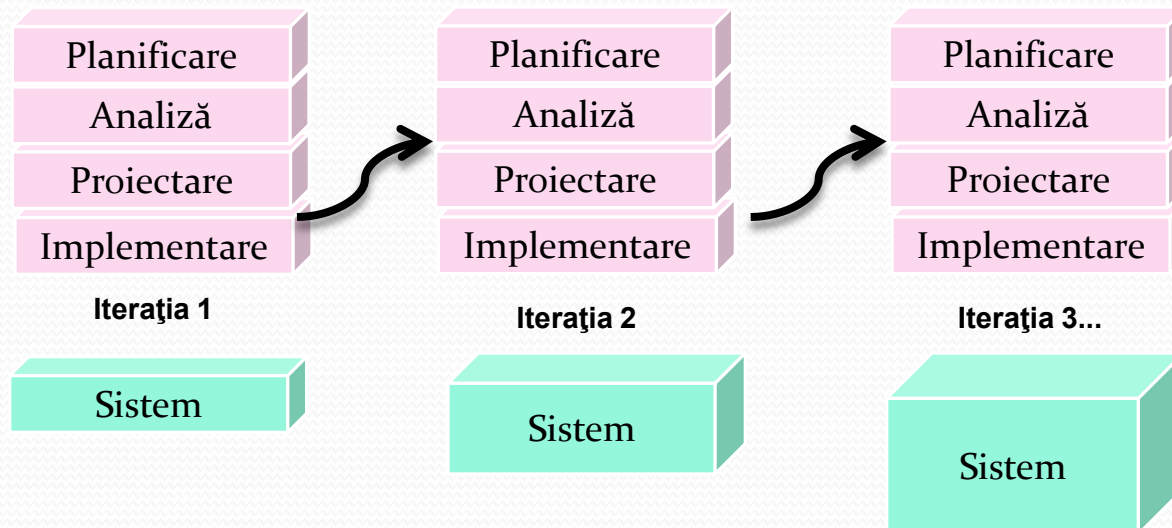 Planificare
Analiză
Proiectare
Implementare
Iteraţia 1
Sistem
Planificare
Analiză
Proiectare
Implementare
Iteraţia 2
Sistem
Planificare
Analiză
Proiectare
Implementare
Iteraţia 3...
Sistem